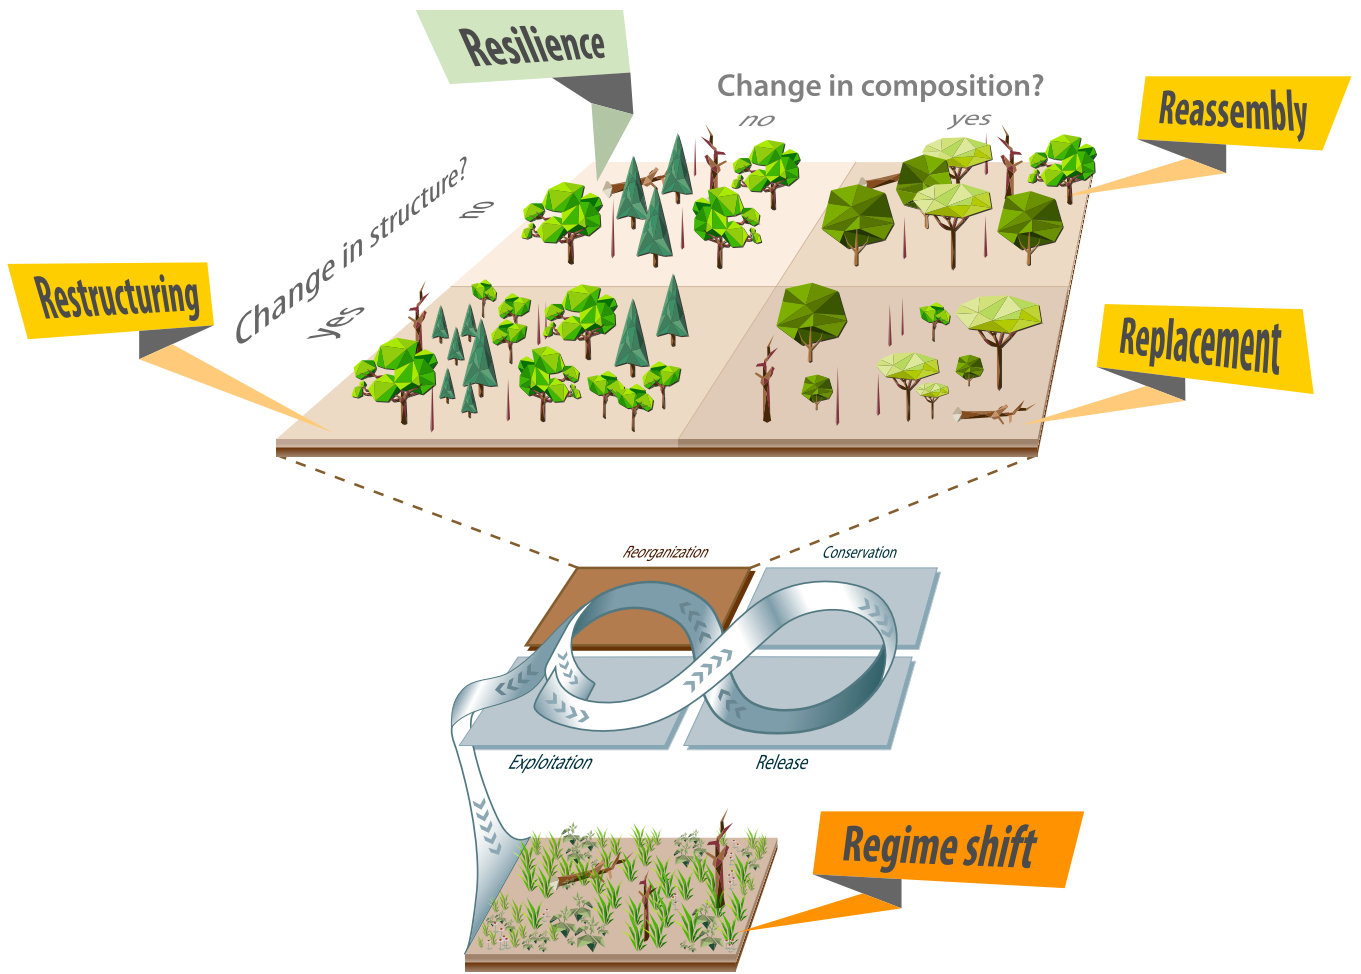 Resilience
Change in composition?
no
yes
Reassembly
Change in structure?
no
yes
Restructuring
Replacement
Reorganization
Conservation
Exploitation
Release
Regime shift